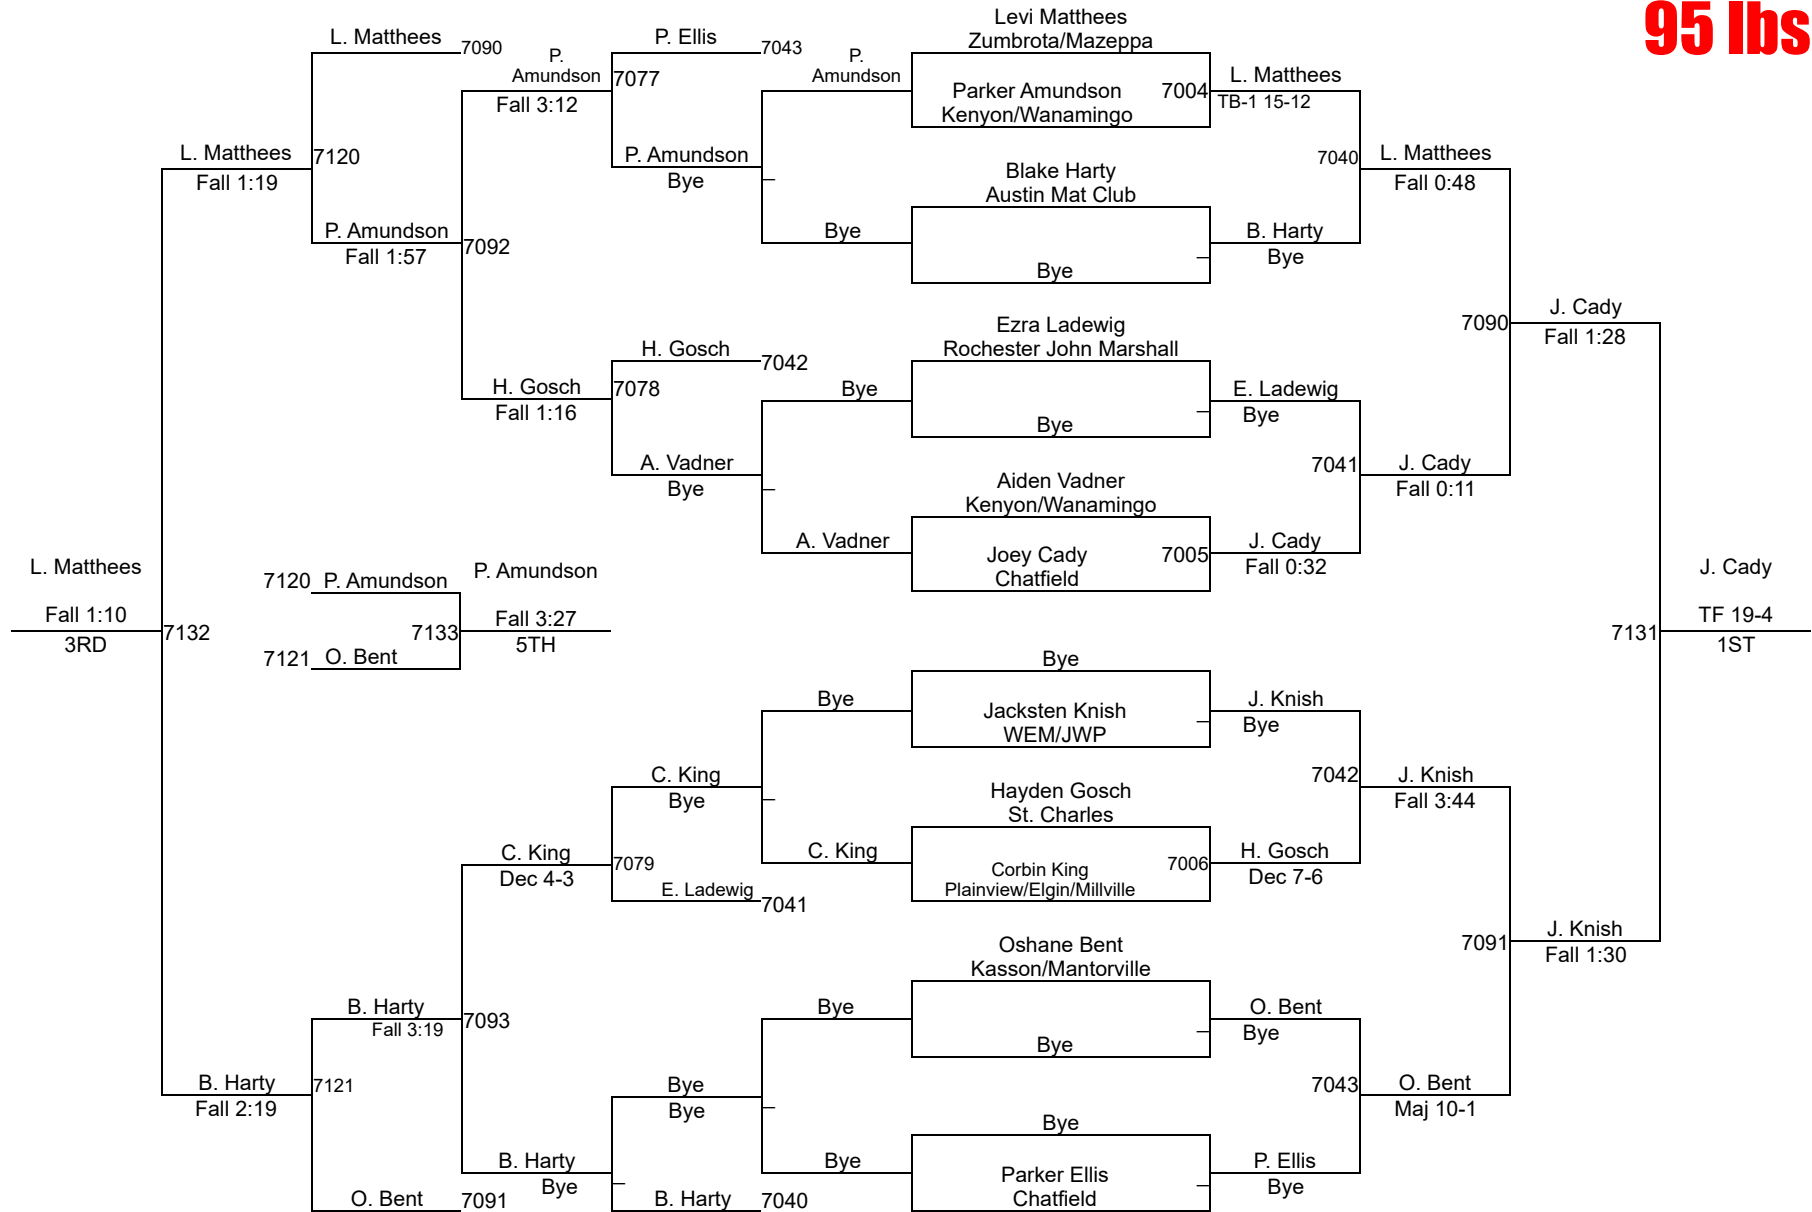 95 lbs
Levi Matthees
Zumbrota/Mazeppa
L. Matthees
7090
P. Ellis
7043
P.
Amundson
7077
Fall 3:12
P.
Amundson
Parker Amundson
Kenyon/Wanamingo
7004
L. Matthees
TB-1 15-12
L. Matthees
Fall 1:19
7120
P. Amundson
Bye
Blake Harty
Austin Mat Club
7040
L. Matthees
Fall 0:48
P. Amundson
Fall 1:57
7092
Bye
Bye
B. Harty
Bye
Ezra Ladewig
Rochester John Marshall
7090
J. Cady
Fall 1:28
H. Gosch
7042
H. Gosch
Fall 1:16
7078
Bye
Bye
E. Ladewig
Bye
A. Vadner
Bye
Aiden Vadner
Kenyon/Wanamingo
7041
J. Cady
Fall 0:11
A. Vadner
Joey Cady
Chatfield
7005
J. Cady
Fall 0:32
L. Matthees
Fall 1:10
3RD
7132
7120
P. Amundson
7121
O. Bent
7133
P. Amundson
Fall 3:27
5TH
7131
J. Cady
TF 19-4
1ST
Bye
Bye
Jacksten Knish
WEM/JWP
J. Knish
Bye
C. King
Bye
Hayden Gosch
St. Charles
7042
J. Knish
Fall 3:44
C. King
Dec 4-3
7079
C. King
Corbin King
Plainview/Elgin/Millville
7006
H. Gosch
Dec 7-6
E. Ladewig
7041
Oshane Bent
Kasson/Mantorville
7091
J. Knish
Fall 1:30
B. Harty
Fall 3:19
7093
Bye
Bye
O. Bent
Bye
B. Harty
Fall 2:19
7121
Bye
Bye
Bye
7043
O. Bent
Maj 10-1
B. Harty
Bye
Bye
Parker Ellis
Chatfield
P. Ellis
Bye
O. Bent
7091
B. Harty
7040